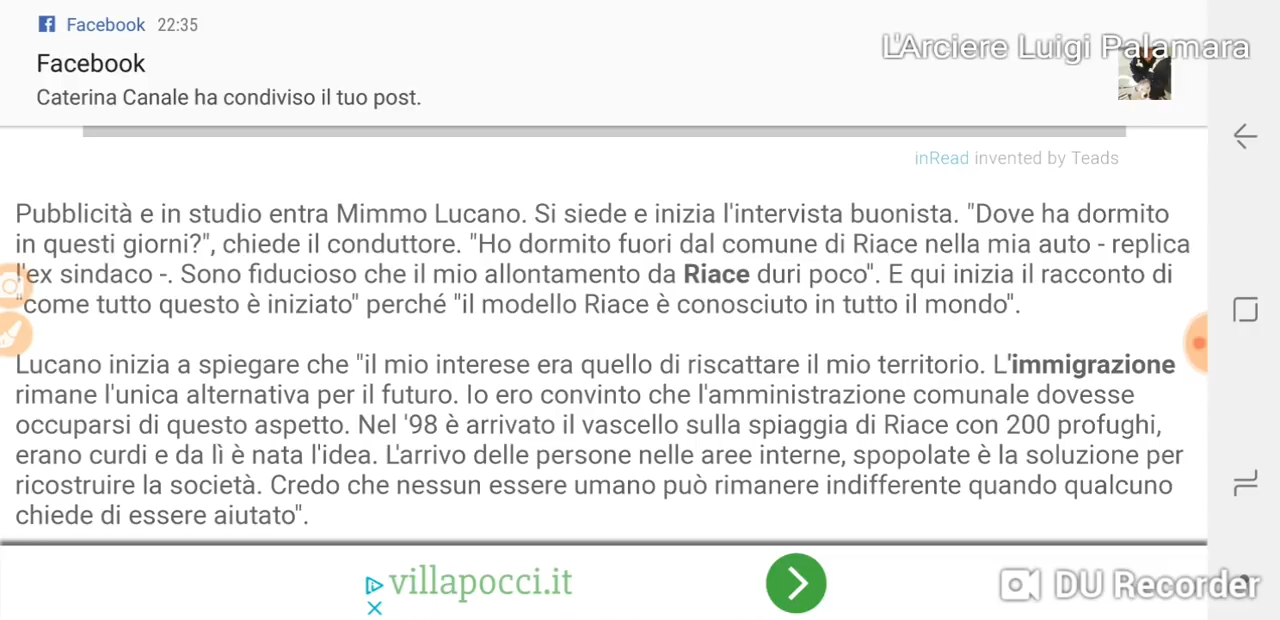 Facebook 22:35
L'Arciere Luigi Palamara
Facebook
Caterina Canale ha condiviso il tuo post.
inRead invented by Teads
Pubblicità e in studio entra Mimmo Lucano. Si siede e inizia l'intervista buonista. "Dove ha dormito
in questi giorni?", chiede il conduttore. "Ho dormito fuori dal comune di Riace nella mia auto - replica
l'ex sindaco -. Sono fiducioso che il mio allontamento da Riace duri poco". E qui inizia il racconto di
"come tutto questo è iniziato" perché "il modello Riace è conosciuto in tutto il mondo".
Lucano inizia a spiegare che "il mio interese era quello di riscattare il mio territorio. L'immigrazione
rimane l'unica alternativa per il futuro. Io ero convinto che l'amministrazione comunale dovesse
occuparsi di questo aspetto. Nel '98 è arrivato il vascello sulla spiaggia di Riace con 200 profughi,
erano curdi e da lì è nata l'idea. L'arrivo delle persone nelle aree interne, spopolate è la soluzione per
ricostruire la società. Credo che nessun essere umano può rimanere indifferente quando qualcuno
chiede di essere aiutato".
villapocci.it
DU Recorder